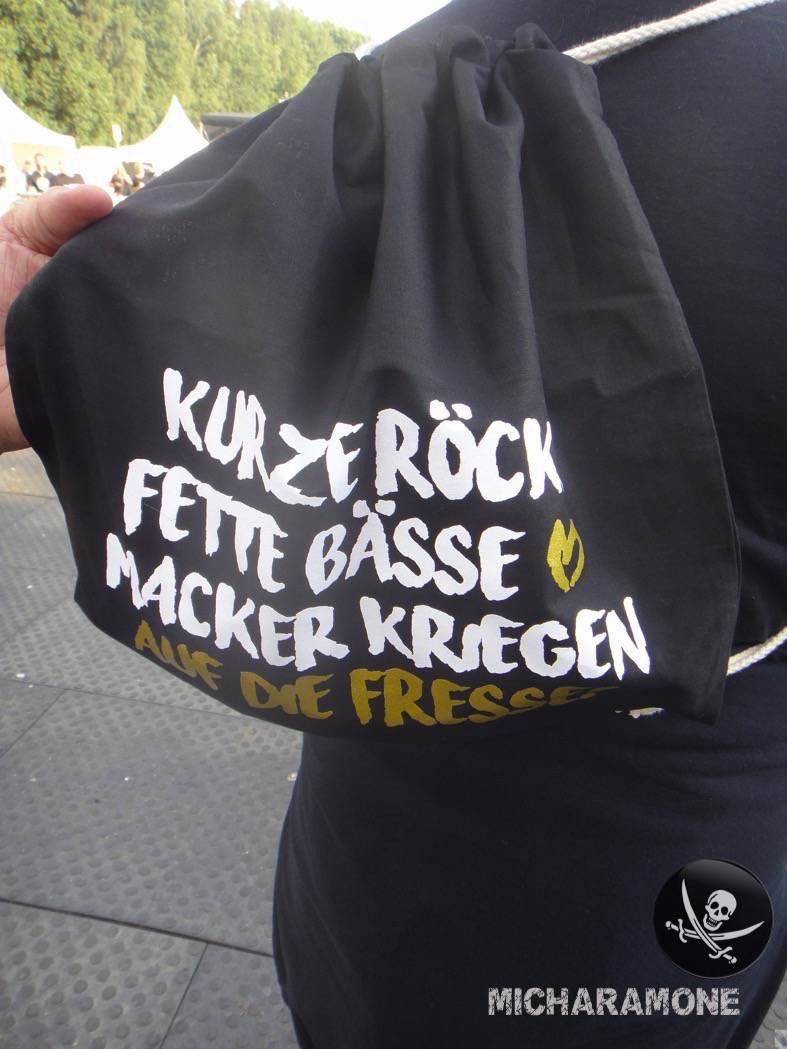 KURZE RÖCK
FETTE BÄSSE
MACKER KRIEGEN
AUF DIE FRESSE
MICHARAMONE